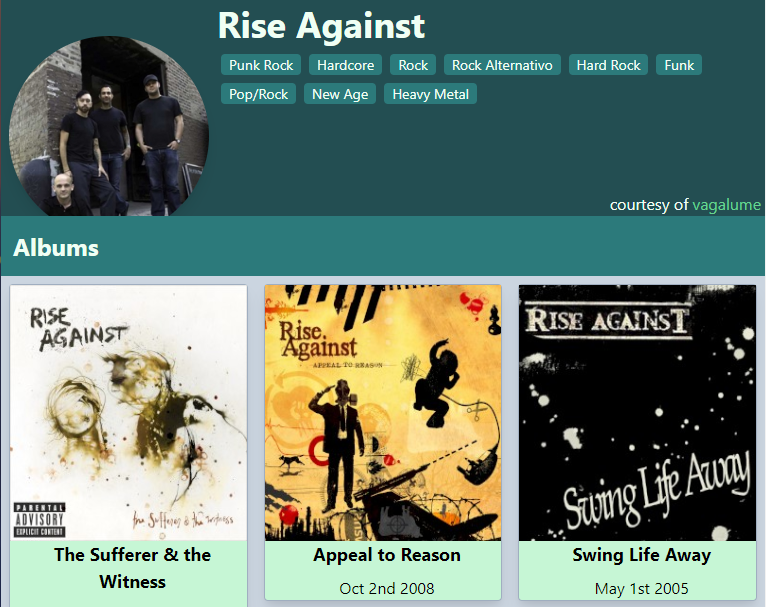 Rise Against
Punk Rock Hardcore Rock Rock Alternativo Hard Rock Funk
Pop/Rock New Age Heavy Metal
courtesy of vagalume
Albums
RISE
AGAINST
PARENTAL
ADVISORY
EXPLICIT CONTENT
the Sufferer & the witness
Rise
Against
APPEAL TO REASON
RISE AGAINST
Swing Life Away
The Sufferer & the
Witness
Appeal to Reason
Oct 2nd 2008
Swing Life Away
May 1st 2005